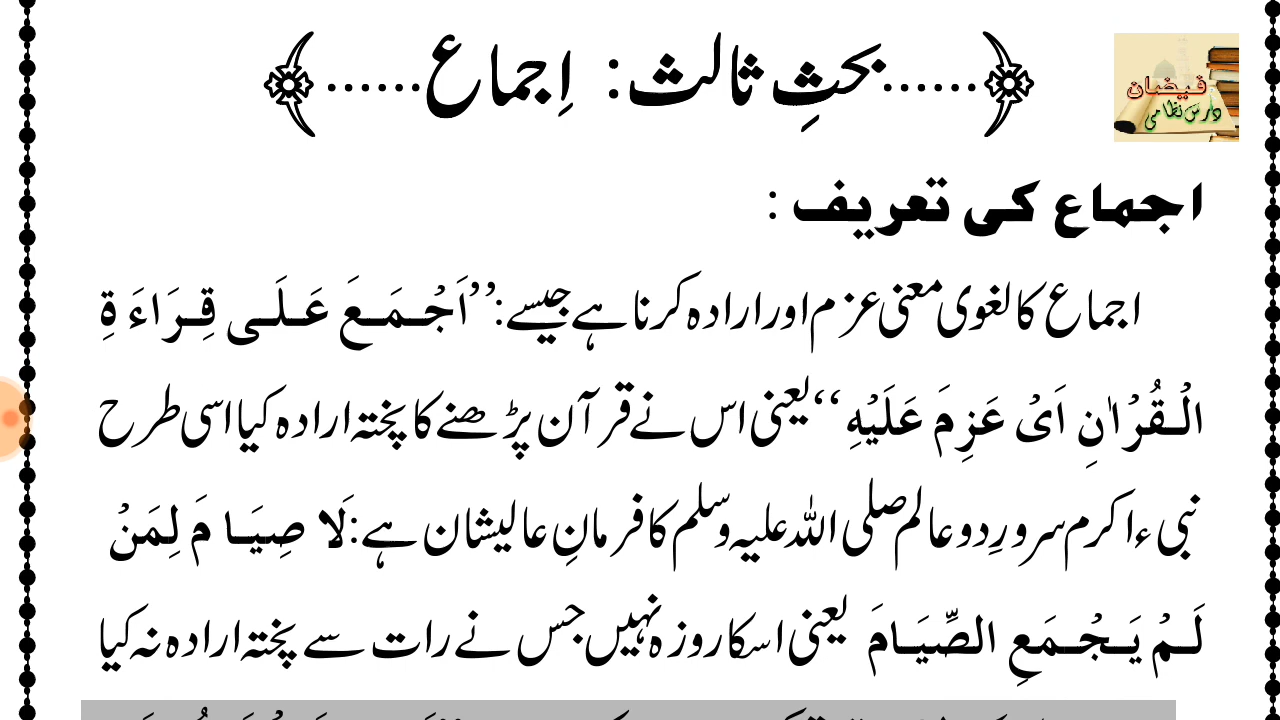 ﴿......بحثِ ثالث: اِجماع......﴾
فیضان
درسِ نظامی
اجماع کی تعریف :
اجماع کا لغوی معنی عزم اور ارادہ کرنا ہے جیسے:’’اَجْمَعَ عَلَی قِرَاءَةِ
الْقُرْاٰنِ اَیْ عَزِمَ عَلَیْهِ‘‘ یعنی اس نے قرآن پڑھنے کا پختہ ارادہ کیا اسی طرح
نبیء اکرم سرورِ دو عالم صلی اللہ علیہ وسلم کا فرمانِ عالیشان ہے:لَا صِیَامَ لِمَنْ
لَمْ یَجْمَعِ الصِّیَامَ یعنی اسکا روزہ نہیں جس نے رات سے پختہ ارادہ نہ کیا